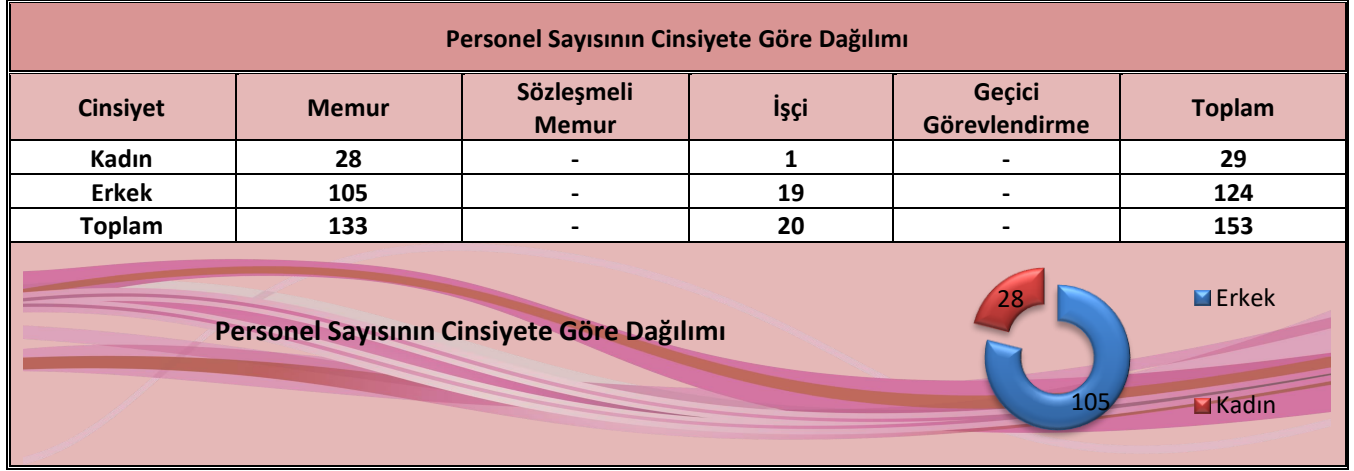 Personel Sayısının Cinsiyete Göre Dağılımı
Cinsiyet Memur Sözleşmeli Memur İşçi Geçici Görevlendirme Toplam
Kadın 28 - 1 - 29
Erkek 105 - 19 - 124
Toplam 133 - 20 - 153
Personel Sayısının Cinsiyete Göre Dağılımı
28
105
Erkek
Kadın